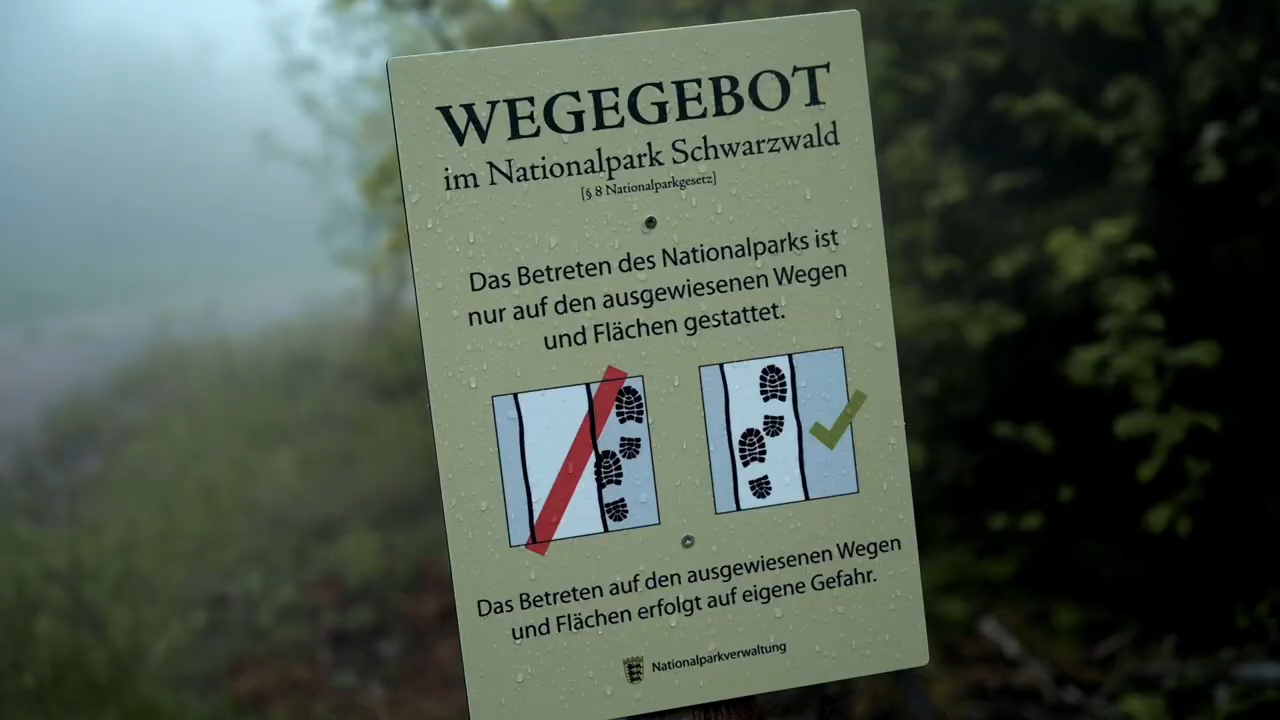 WEGEGEBOT
im Nationalpark Schwarzwald
[§ 8 Nationalparkgesetz]
Das Betreten des Nationalparks ist
nur auf den ausgewiesenen Wegen
und Flächen gestattet.
Das Betreten auf den ausgewiesenen Wegen
und Flächen erfolgt auf eigene Gefahr.
Nationalparkverwaltung